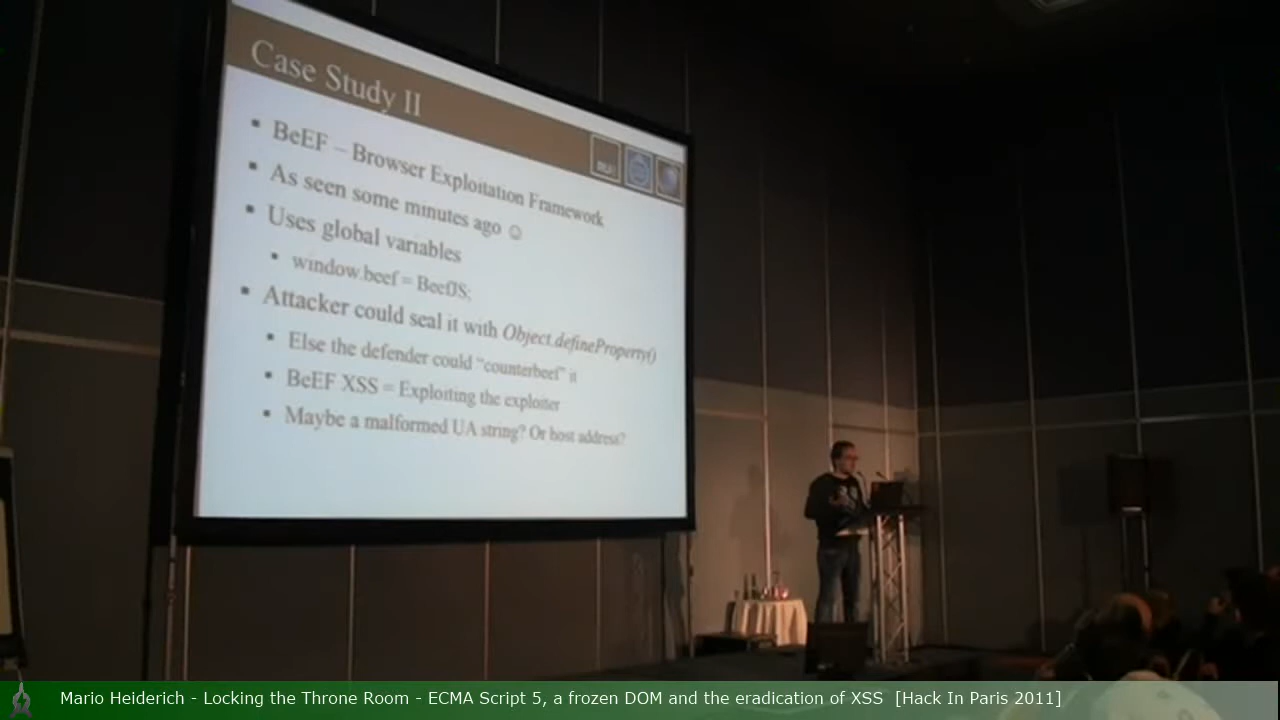 Case Study II
BeEF – Browser Exploitation Framework
As seen some minutes ago ☺
Uses global variables
window.beef = BeefJS;
Attacker could seal it with Object.defineProperty()
Else the defender could “counterbeef” it
BeEF XSS = Exploiting the exploiter
Maybe a malformed UA string? Or host address?
Mario Heiderich - Locking the Throne Room - ECMA Script 5, a frozen DOM and the eradication of XSS [Hack In Paris 2011]